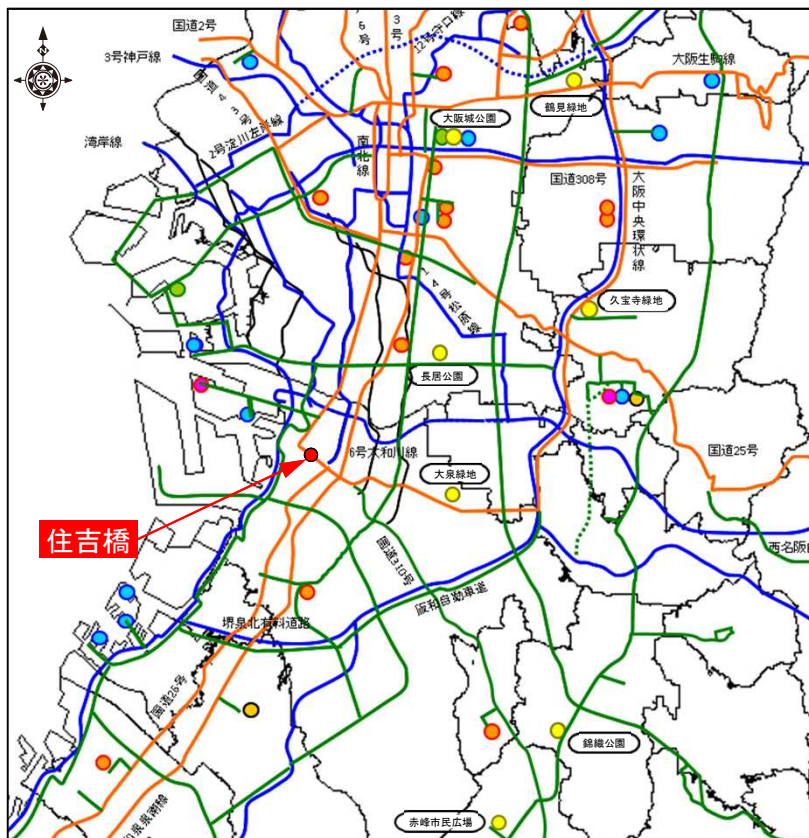 N
国道2号
3号神戸線
国道43号
6号
3号
12号守口線
大阪生駒線
2号淀川左岸線
大阪城公園
鶴見緑地
湾岸線
南北線
国道308号
大阪中央環状線
14号松原線
久宝寺緑地
長居公園
6号大和川線
国道25号
大泉緑地
住吉橋
西名阪自
国道310号
阪和自動車道
堺泉北有料道路
国道26号
錦織公園
赤峰市民広場
和泉泉南線